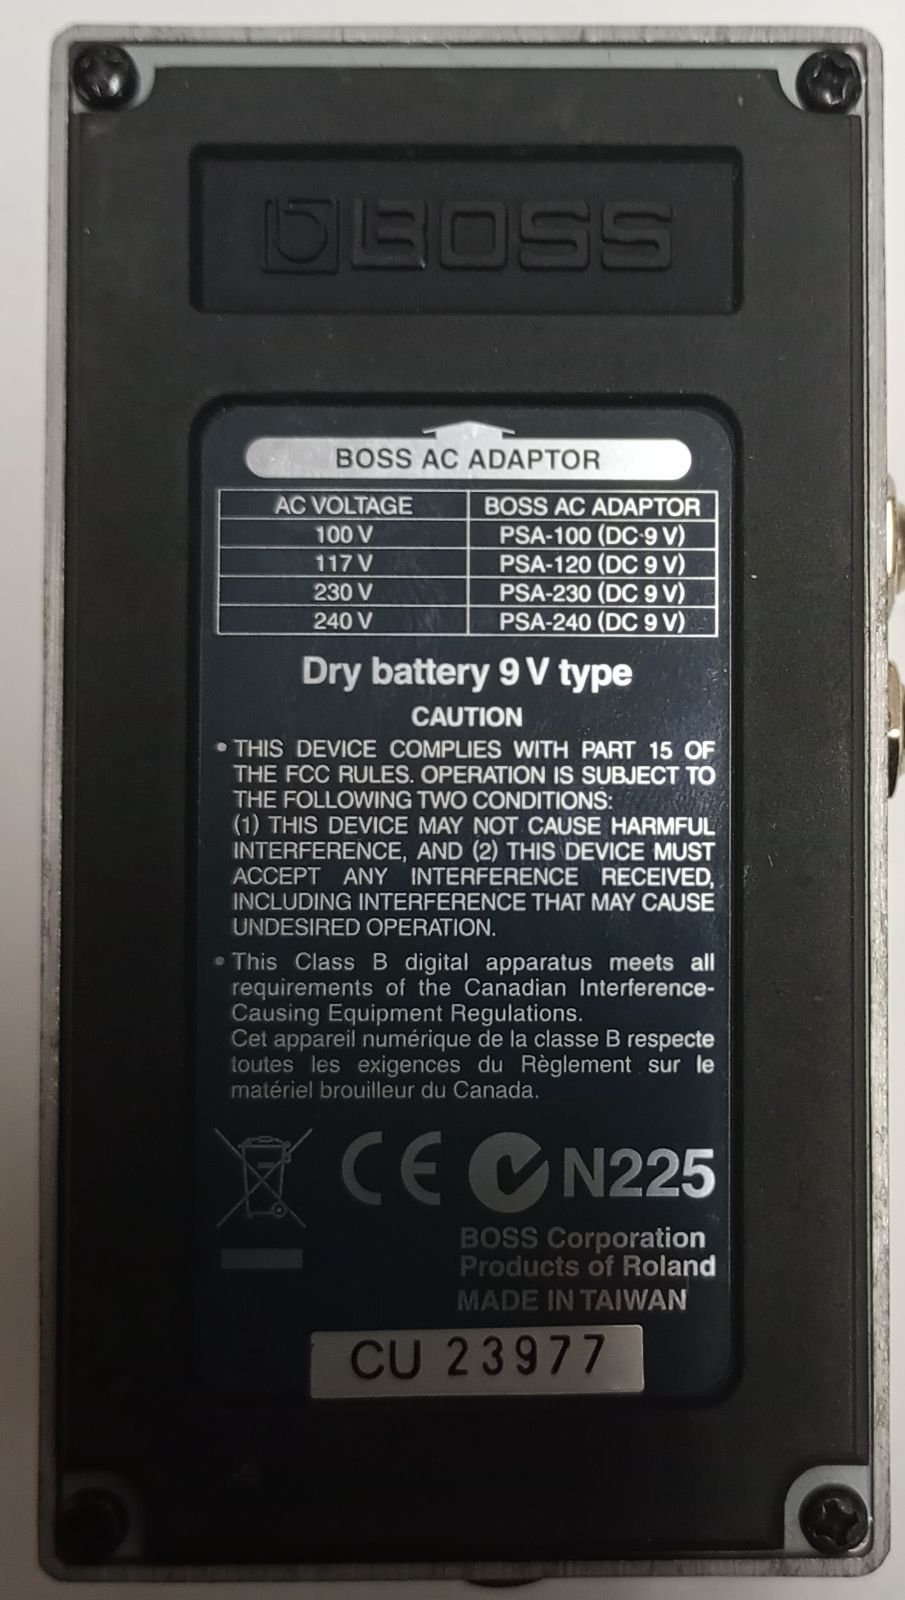 BOSS
BOSS AC ADAPTOR
AC VOLTAGE BOSS AC ADAPTOR
100 V PSA-100 (DC 9 V)
117 V PSA-120 (DC 9 V)
230 V PSA-230 (DC 9 V)
240 V PSA-240 (DC 9 V)
Dry battery 9 V type
CAUTION
• THIS DEVICE COMPLIES WITH PART 15 OF
THE FCC RULES. OPERATION IS SUBJECT TO
THE FOLLOWING TWO CONDITIONS:
(1) THIS DEVICE MAY NOT CAUSE HARMFUL
INTERFERENCE, AND (2) THIS DEVICE MUST
ACCEPT ANY INTERFERENCE RECEIVED,
INCLUDING INTERFERENCE THAT MAY CAUSE
UNDESIRED OPERATION.
• This Class B digital apparatus meets all
requirements of the Canadian Interference-
Causing Equipment Regulations.
Cet appareil numérique de la classe B respecte
toutes les exigences du Règlement sur le
matériel brouilleur du Canada.
CE N225
BOSS Corporation
Products of Roland
MADE IN TAIWAN
CU 23977